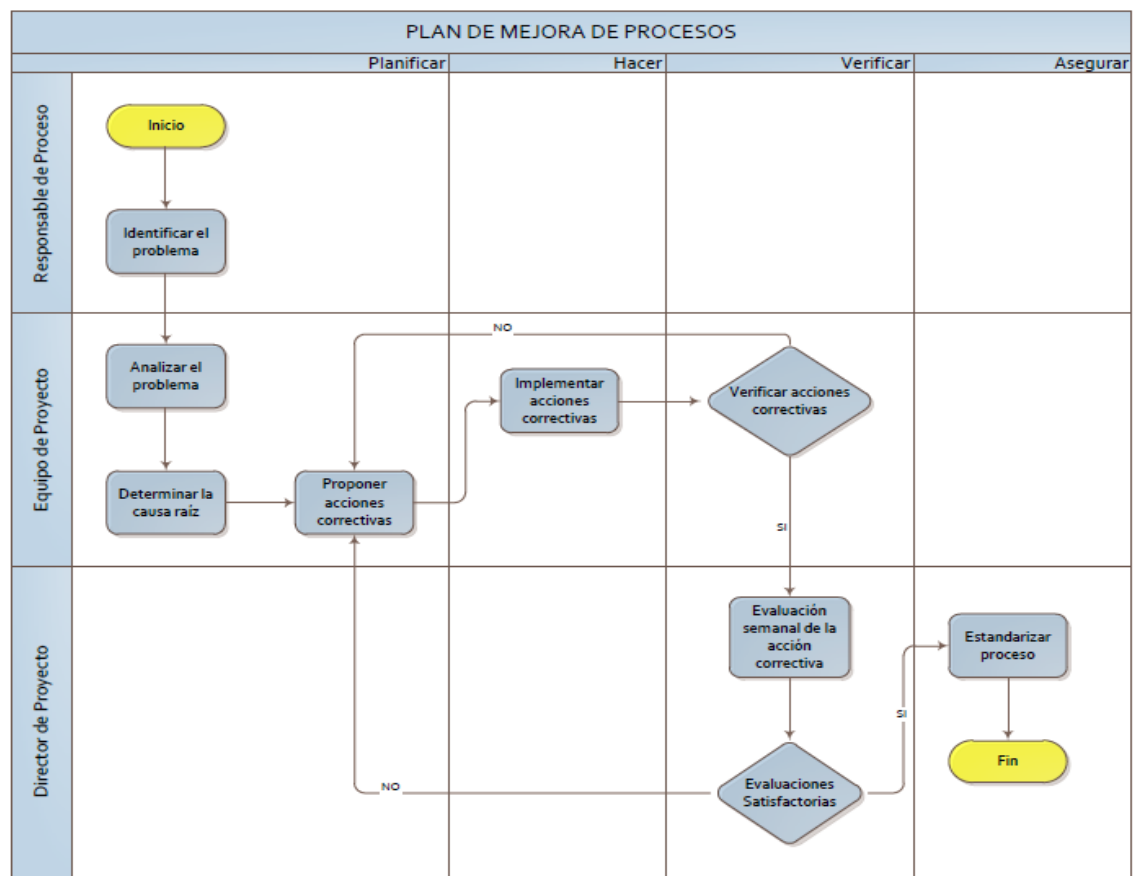 PLAN DE MEJORA DE PROCESOS
Planificar
Hacer
Verificar
Asegurar
Responsable de Proceso
Inicio
Identificar el
problema
Equipo de Proyecto
Analizar el
problema
Determinar la
causa raíz
Proponer
acciones
correctivas
NO
Implementar
acciones
correctivas
Verificar acciones
correctivas
SI
Director de Proyecto
Evaluación
semanal de la
acción
correctiva
Evaluaciones
Satisfactorias
NO
SI
Estandarizar
proceso
Fin